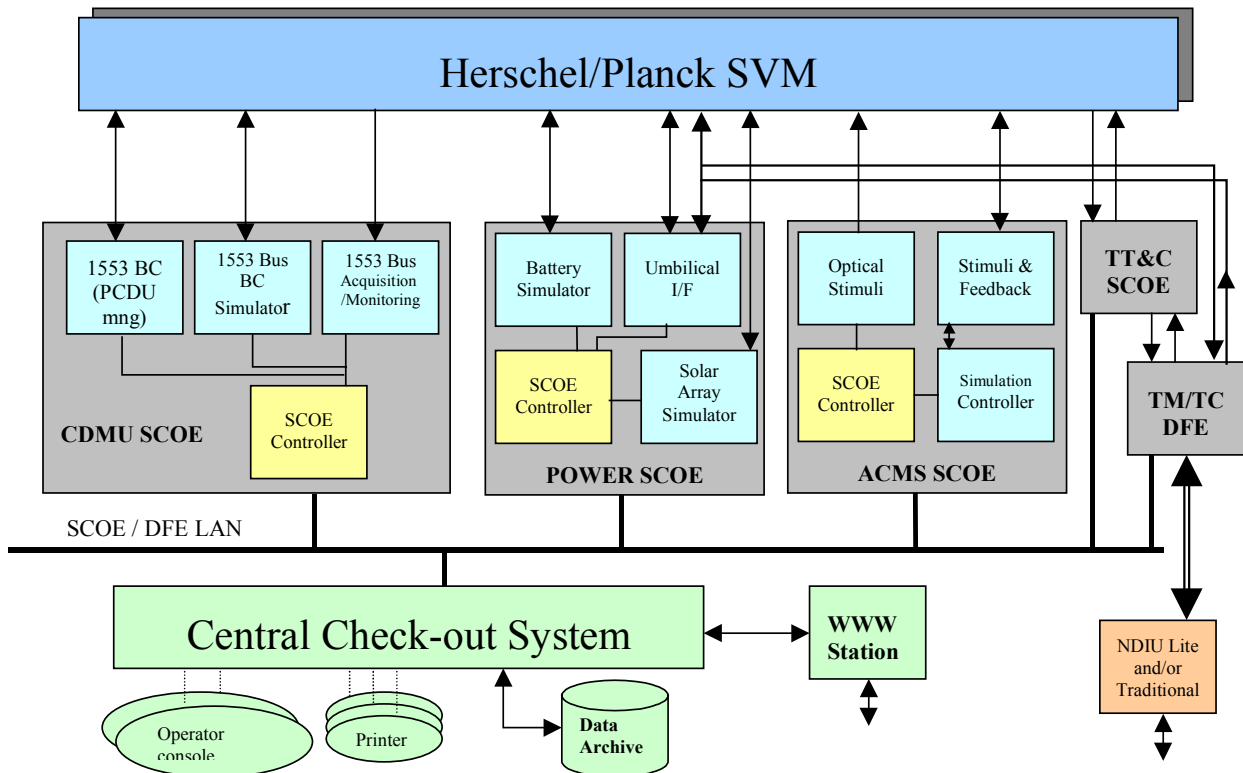 Herschel/Planck SVM
1553 BC
(PCDU
mng)
1553 Bus
BC
Simulator
1553 Bus
Acquisition
/Monitoring
SCOE
Controller
CDMU SCOE
Battery
Simulator
Umbilical
I/F
SCOE
Controller
Solar
Array
Simulator
POWER SCOE
Optical
Stimuli
Stimuli &
Feedback
SCOE
Controller
Simulation
Controller
ACMS SCOE
TT&C
SCOE
TM/TC
DFE
SCOE / DFE LAN
Central Check-out System
WWW
Station
NDIU Lite
and/or
Traditional
Operator
console
Printer
Data
Archive